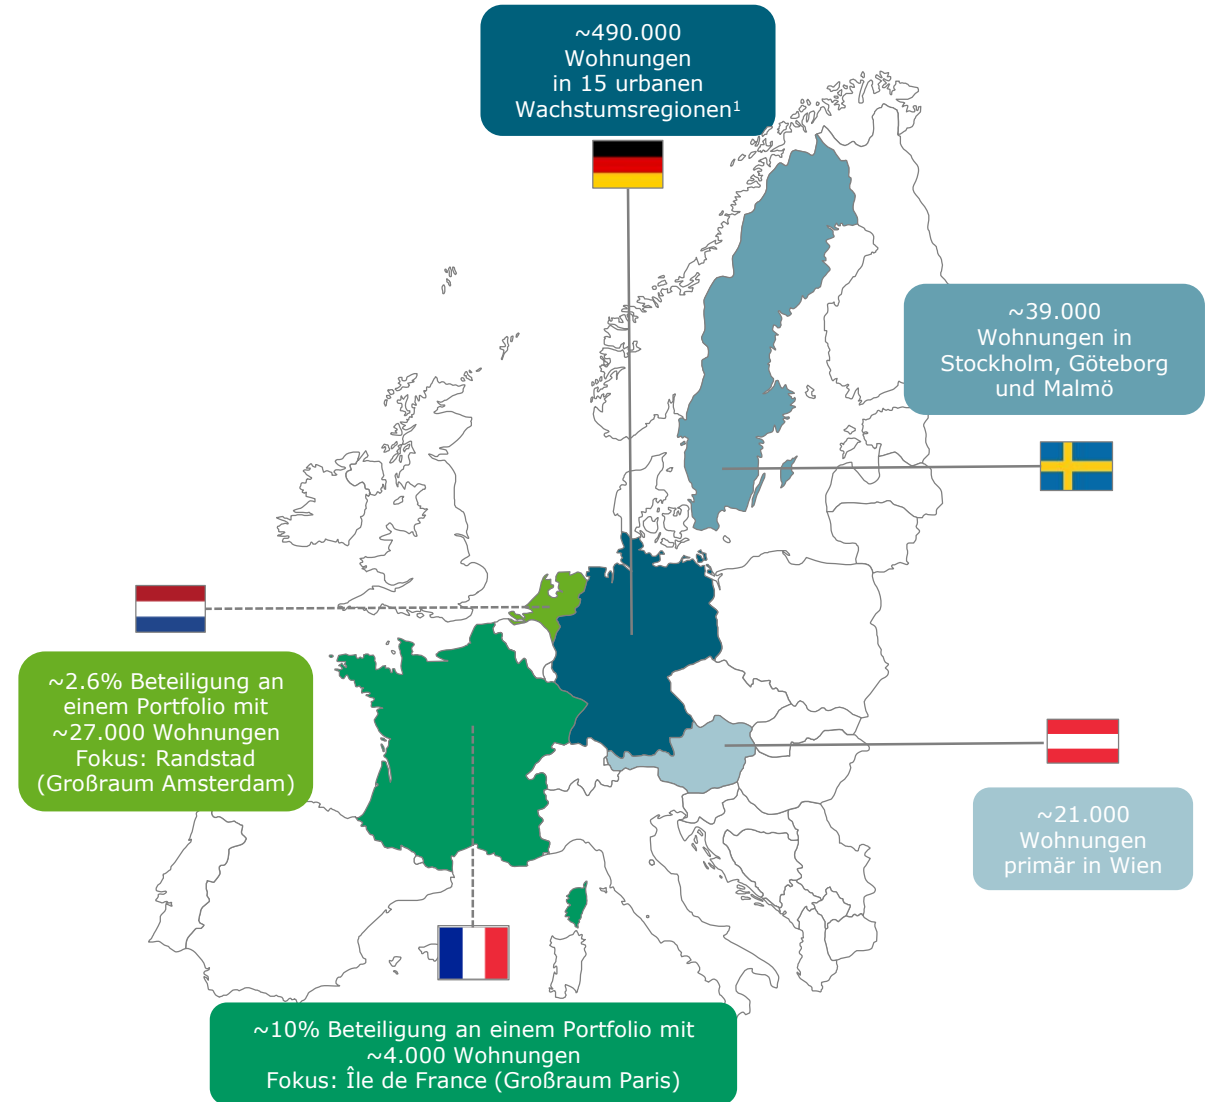 ~490.000
Wohnungen
in 15 urbanen
Wachstumsregionen¹
~39.000
Wohnungen in
Stockholm, Göteborg
und Malmö
~2.6% Beteiligung an
einem Portfolio mit
~27.000 Wohnungen
Fokus: Randstad
(Großraum Amsterdam)
~21.000
Wohnungen
primär in Wien
~10% Beteiligung an einem Portfolio mit
~4.000 Wohnungen
Fokus: Île de France (Großraum Paris)